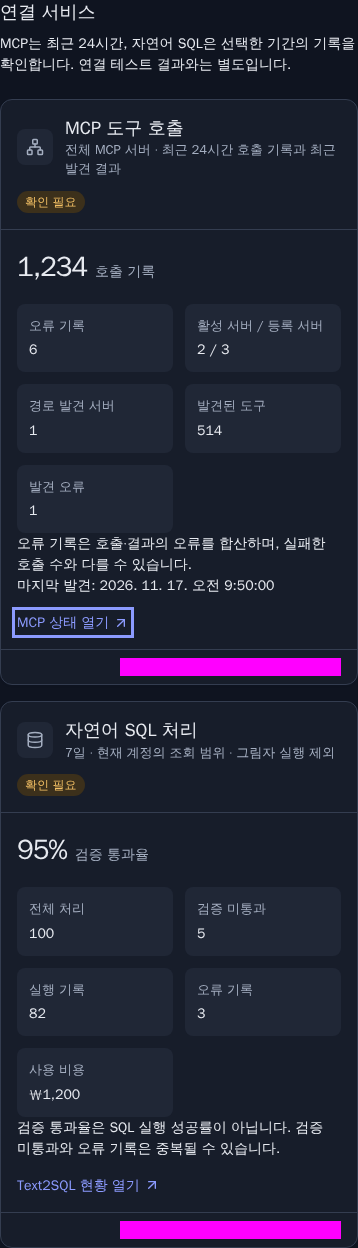 연결 서비스
MCP는 최근 24시간, 자연어 SQL은 선택한 기간의 기록을
확인합니다. 연결 테스트 결과와는 별도입니다.
MCP 도구 호출
전체 MCP 서버 · 최근 24시간 호출 기록과 최근
발견 결과
확인 필요
1,234 호출 기록
오류 기록
6
활성 서버 / 등록 서버
2 / 3
경로 발견 서버
1
발견된 도구
514
발견 오류
1
오류 기록은 호출·결과의 오류를 합산하며, 실패한
호출 수와 다를 수 있습니다.
마지막 발견: 2026. 11. 17. 오전 9:50:00
MCP 상태 열기
자연어 SQL 처리
7일 · 현재 계정의 조회 범위 · 그림자 실행 제외
확인 필요
95% 검증 통과율
전체 처리
100
검증 미통과
5
실행 기록
82
오류 기록
3
사용 비용
₩1,200
검증 통과율은 SQL 실행 성공률이 아닙니다. 검증
미통과와 오류 기록은 중복될 수 있습니다.
Text2SQL 현황 열기